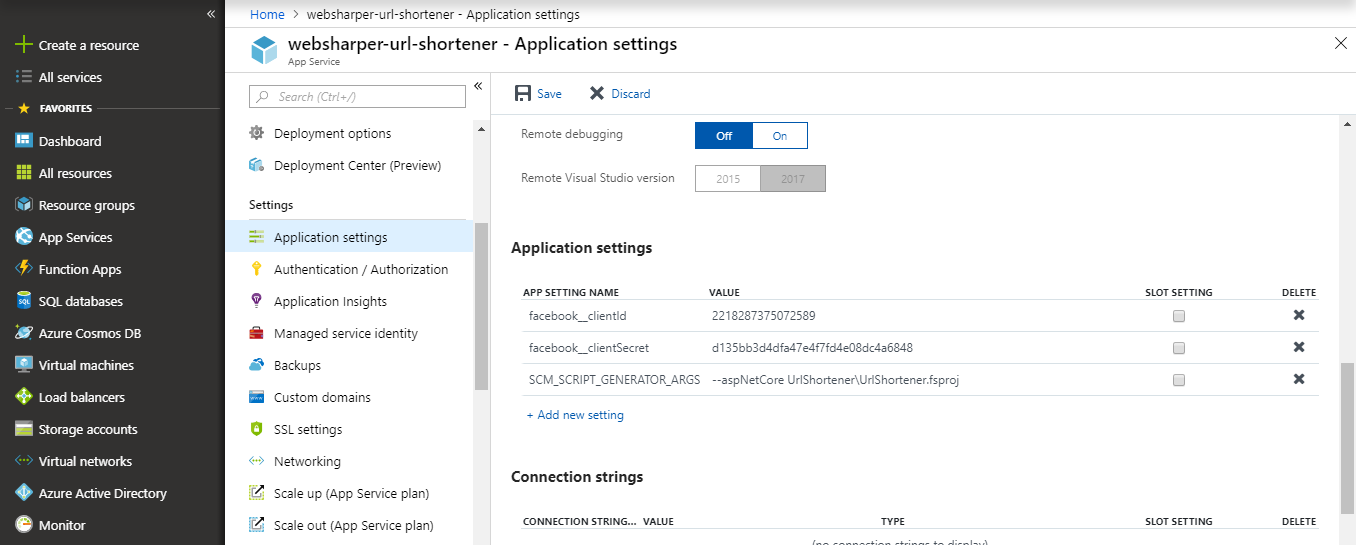 Home > websharper-url-shortener - Application settings
websharper-url-shortener - Application settings
App Service
Create a resource
All services
FAVORITES
Dashboard
All resources
Resource groups
App Services
Function Apps
SQL databases
Azure Cosmos DB
Virtual machines
Load balancers
Storage accounts
Virtual networks
Azure Active Directory
Monitor
Search (Ctrl+/)
Deployment options
Deployment Center (Preview)
Settings
Application settings
Authentication / Authorization
Application Insights
Managed service identity
Backups
Custom domains
SSL settings
Networking
Scale up (App Service plan)
Scale out (App Service plan)
Save Discard
Remote debugging Off On
Remote Visual Studio version 2015 2017
Application settings
APP SETTING NAME VALUE SLOT SETTING DELETE
facebook__clientId 2218287375072589
facebook__clientSecret d135bb3d4dfa47e4f7fd4e08dc4a6848
SCM_SCRIPT_GENERATOR_ARGS --aspNetCore UrlShortener\UrlShortener.fsproj
+ Add new setting
Connection strings
CONNECTION STRING... VALUE TYPE SLOT SETTING DELETE
(no connection strings to display)